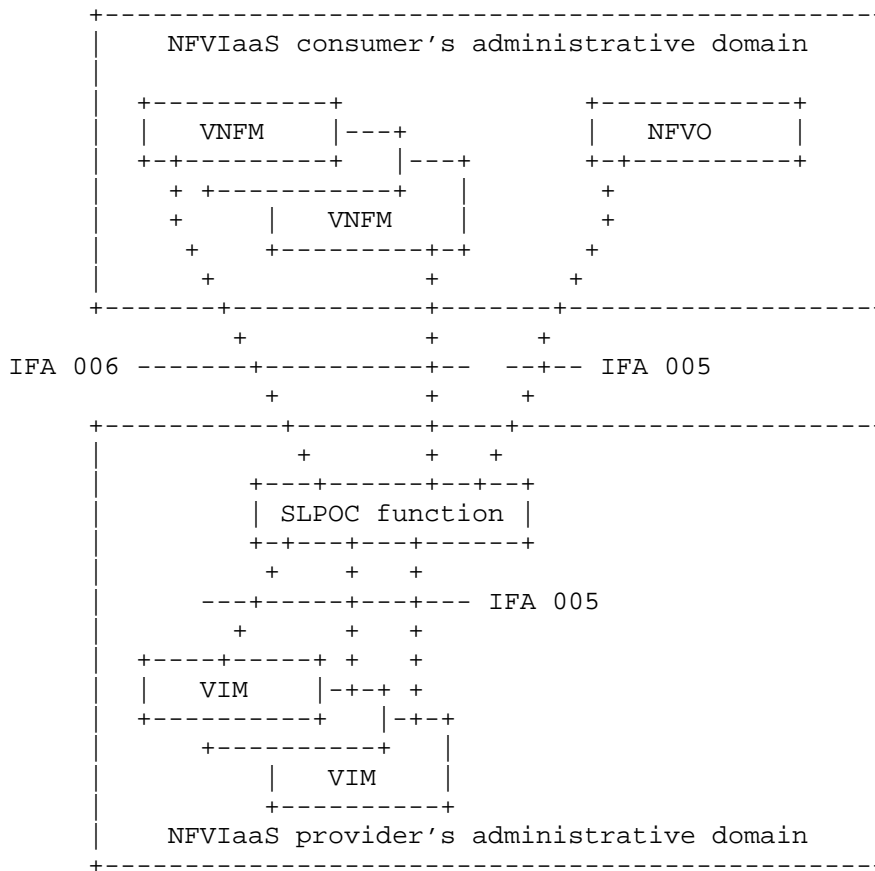 NFVIaaS consumer's administrative domain
VNFM NFVO
VNFM
IFA 006 IFA 005
SLPOC function
IFA 005
VIM
VIM
NFVIaaS provider's administrative domain